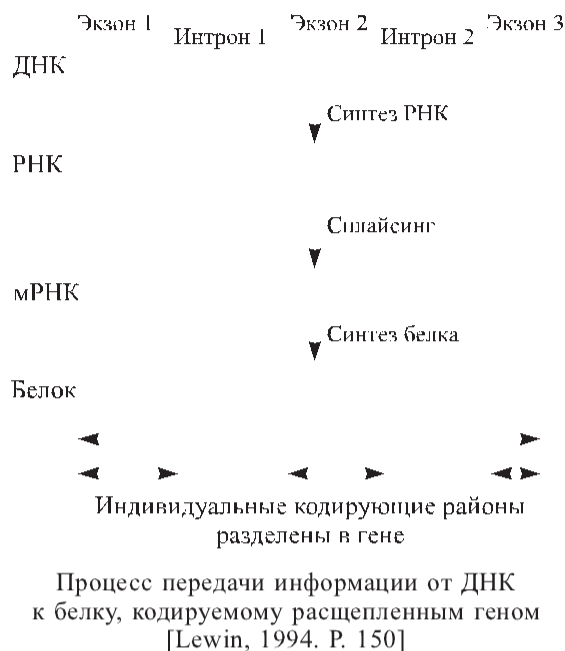 Экзон 1 Экзон 2 Экзон 3
Интрон 1 Интрон 2
ДНК
Синтез РНК
РНК
Сплайсинг
мРНК
Синтез белка
Белок
Индивидуальные кодирующие районы
разделены в гене
Процесс передачи информации от ДНК
к белку, кодируемому расщепленным геном
[Lewin, 1994. P. 150]